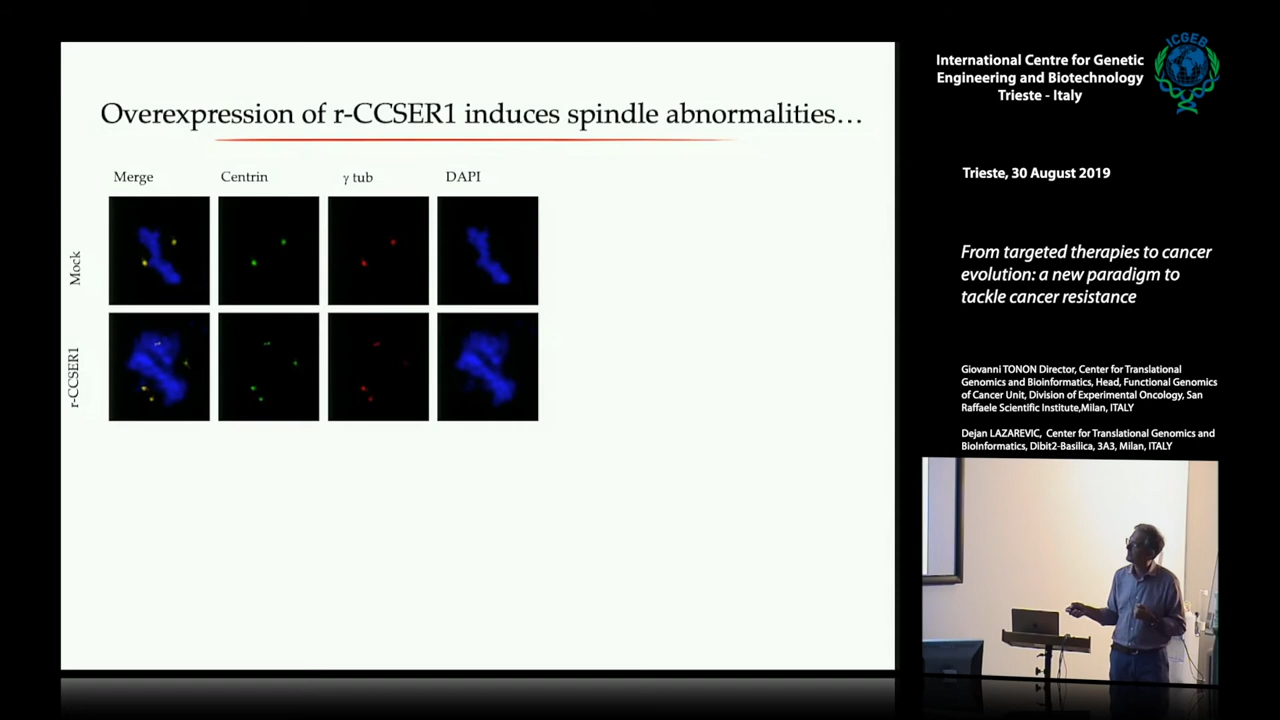 Overexpression of r-CCSER1 induces spindle abnormalities…
Merge Centrin γ tub DAPI
Mock
r-CCSER1
International Centre for Genetic
Engineering and Biotechnology
Trieste - Italy
ICGEB
Trieste, 30 August 2019
From targeted therapies to cancer
evolution: a new paradigm to
tackle cancer resistance
Giovanni TONON Director, Center for Translational
Genomics and Bioinformatics, Head, Functional Genomics
of Cancer Unit, Division of Experimental Oncology, San
Raffaele Scientific Institute,Milan, ITALY
Dejan LAZAREVIC, Center for Translational Genomics and
BioInformatics, Dibit2-Basilica, 3A3, Milan, ITALY